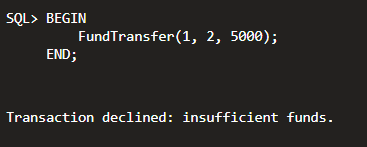 SQL> BEGIN
FundTransfer(1, 2, 5000);
END;
Transaction declined: insufficient funds.